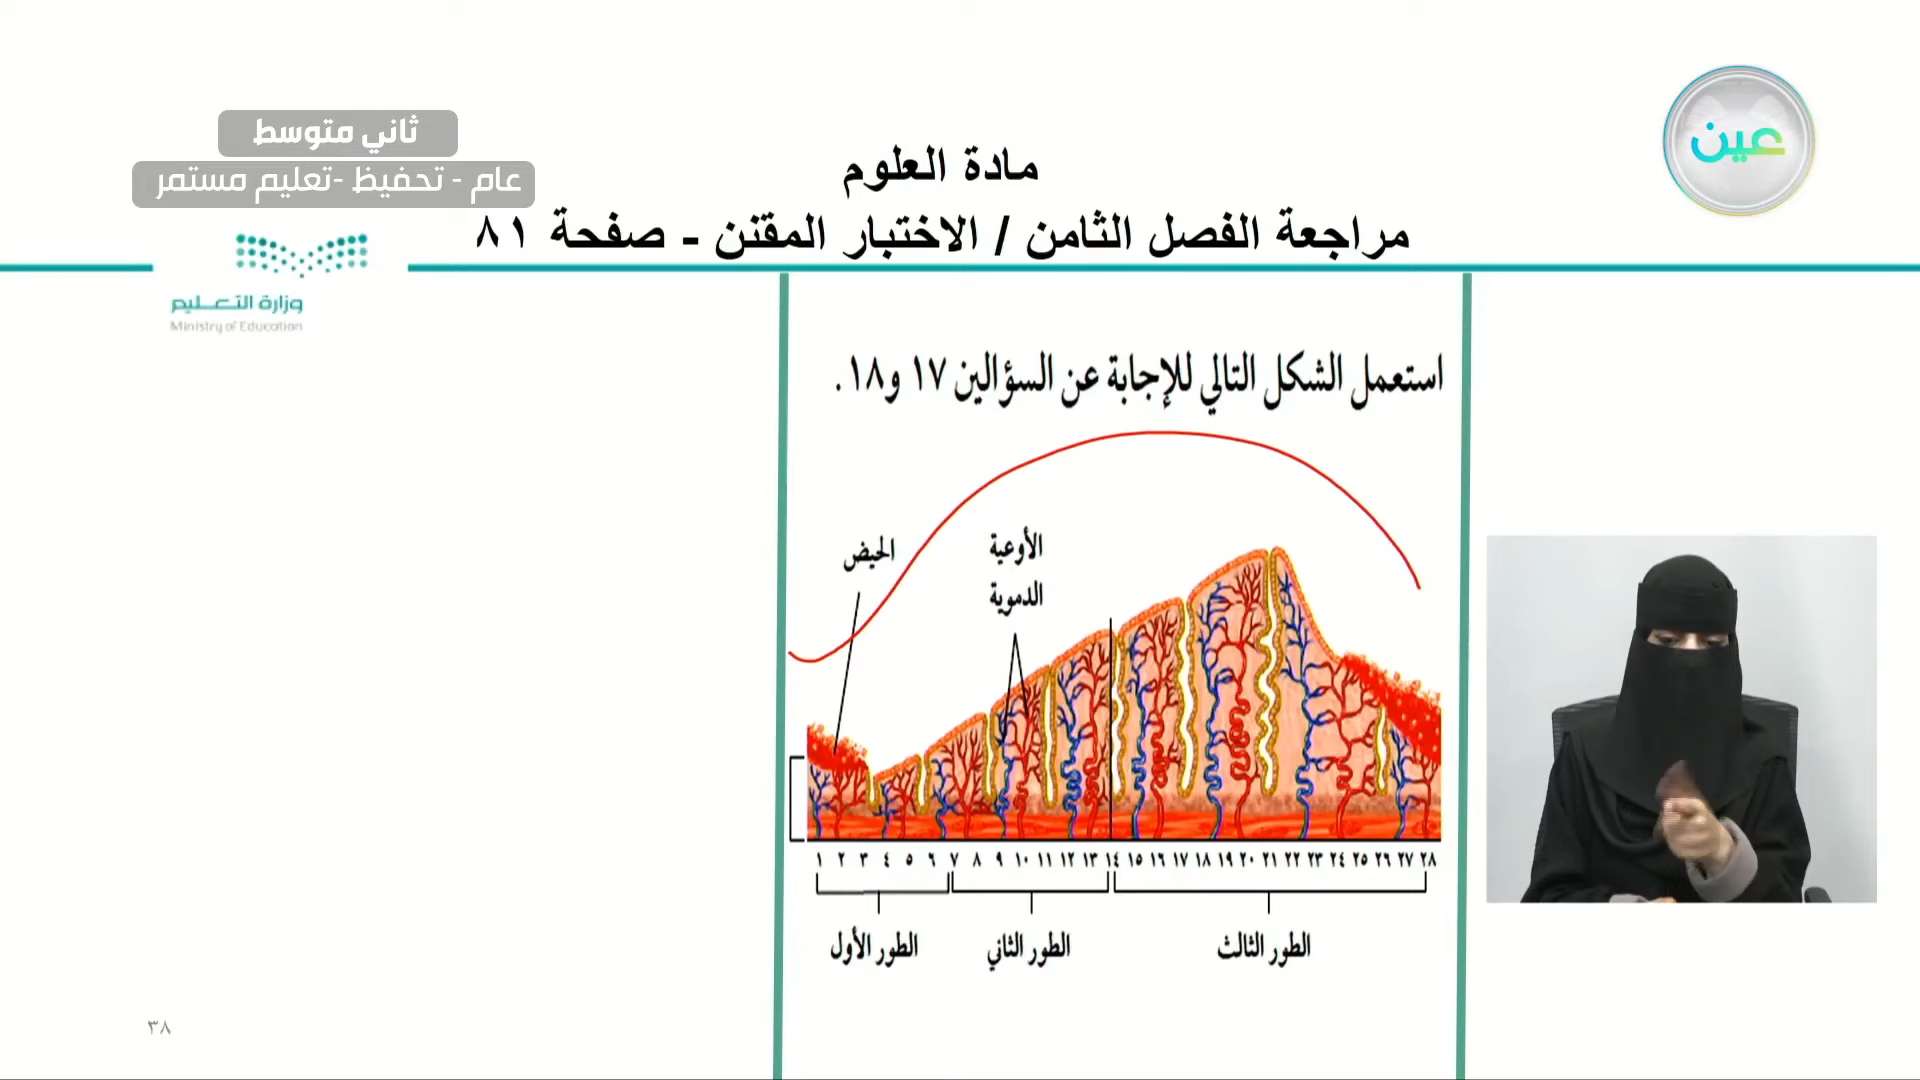 عين
ثاني متوسط
عام - تحفيظ -تعليم مستمر
مادة العلوم
مراجعة الفصل الثامن / الاختبار المقنن - صفحة ٨١
وزارة التعليم
Ministry of Education
استعمل الشكل التالي للإجابة عن السؤالين ١٧ و١٨.
الحيض
الأوعية
الدموية
١ ٢ ٣ ٤ ٥ ٦ ٧ ٨ ٩ ١٠ ١١ ١٢ ١٣ ١٤ ١٥ ١٦ ١٧ ١٨ ١٩ ٢٠ ٢١ ٢٢ ٢٣ ٢٤ ٢٥ ٢٦ ٢٧ ٢٨
الطور الأول
الطور الثاني
الطور الثالث
٣٨